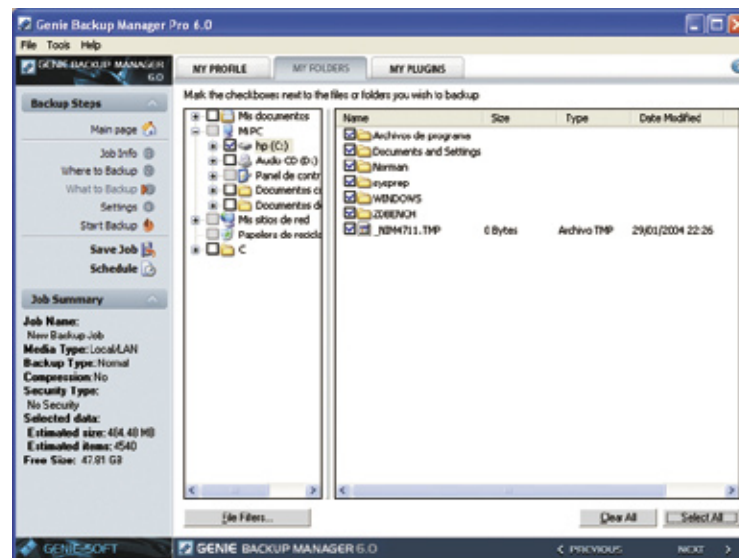 Genie Backup Manager Pro 6.0
File Tools Help
GENIE BACKUP MANAGER
6.0
MY PROFILE
MY FOLDERS
MY PLUGINS
Mark the checkboxes next to the files or folders you wish to backup
Backup Steps
Main page
Job Info
Where to Backup
What to Backup
Settings
Start Backup
Save Job
Schedule
Job Summary
Job Name:
New Backup Job
Media Type: Local/LAN
Backup Type: Normal
Compression: No
Security Type:
No Security
Selected data:
Estimated size: 484.48 MB
Estimated items: 4540
Free Size: 47.81 GB
Mis documentos
Mi PC
hp (C:)
Audio CD (D:)
Panel de contr
Documentos c
Documentos d
Mis sitios de red
Papelera de recicla
C
Name Size Type Date Modified
Archivos de programa
Documents and Settings
Norman
sysprep
WINDOWS
ZDBENCH
_NIM4711.TMP 0 Bytes Archivo TMP 29/01/2004 22:26
File Filters...
Clear All
Select All
GENIE-SOFT
GENIE BACKUP MANAGER 6.0
< PREVIOUS
NEXT >